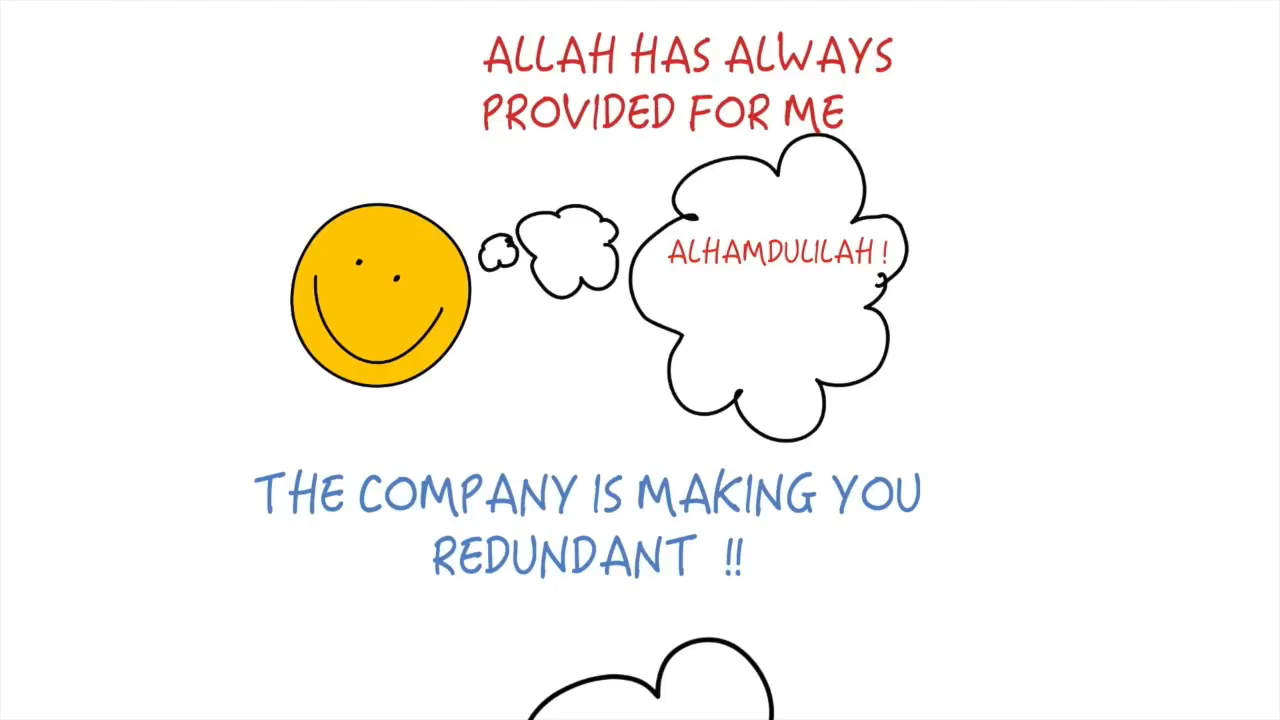 ALLAH HAS ALWAYS
PROVIDED FOR ME
ALHAMDULILAH !
THE COMPANY IS MAKING YOU
REDUNDANT !!